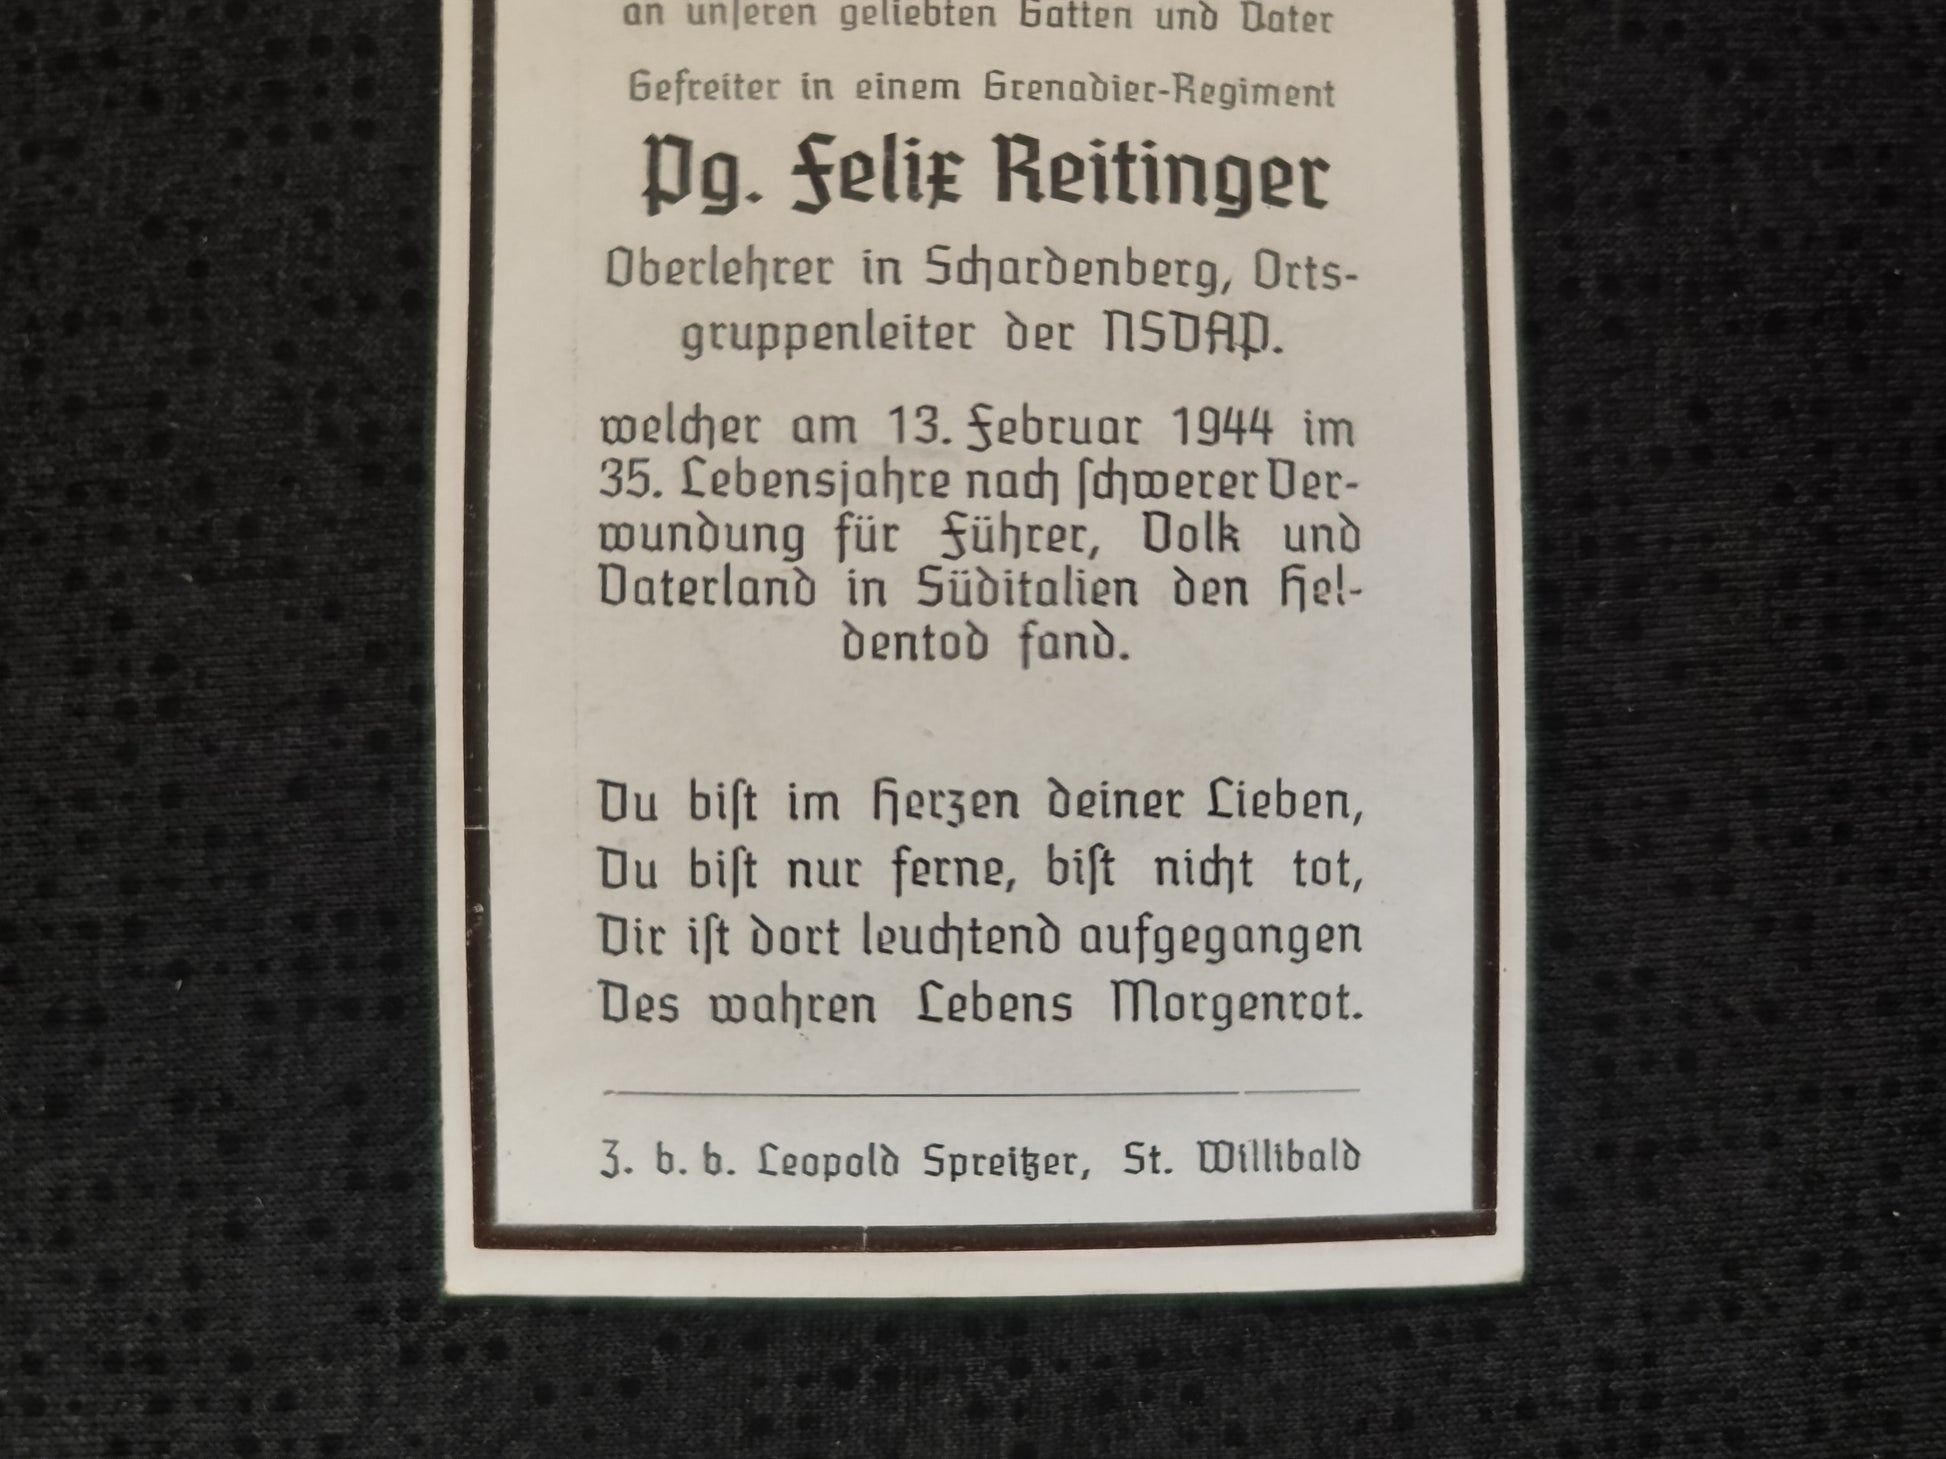 an unſeren geliebten Gatten und Vater
Gefreiter in einem Grenadier-Regiment
Pg. Felix Reitinger
Oberlehrer in Schardenberg, Orts-
gruppenleiter der NSDAP.
welcher am 13. Februar 1944 im
35. Lebensjahre nach ſchwerer Ver-
wundung für Führer, Volk und
Vaterland in Süditalien den Hel-
dentod fand.
Du biſt im Herzen deiner Lieben,
Du biſt nur ferne, biſt nicht tot,
Dir iſt dort leuchtend aufgegangen
Des wahren Lebens Morgenrot.
Z. b. b. Leopold Spreitzer, St. Willibald